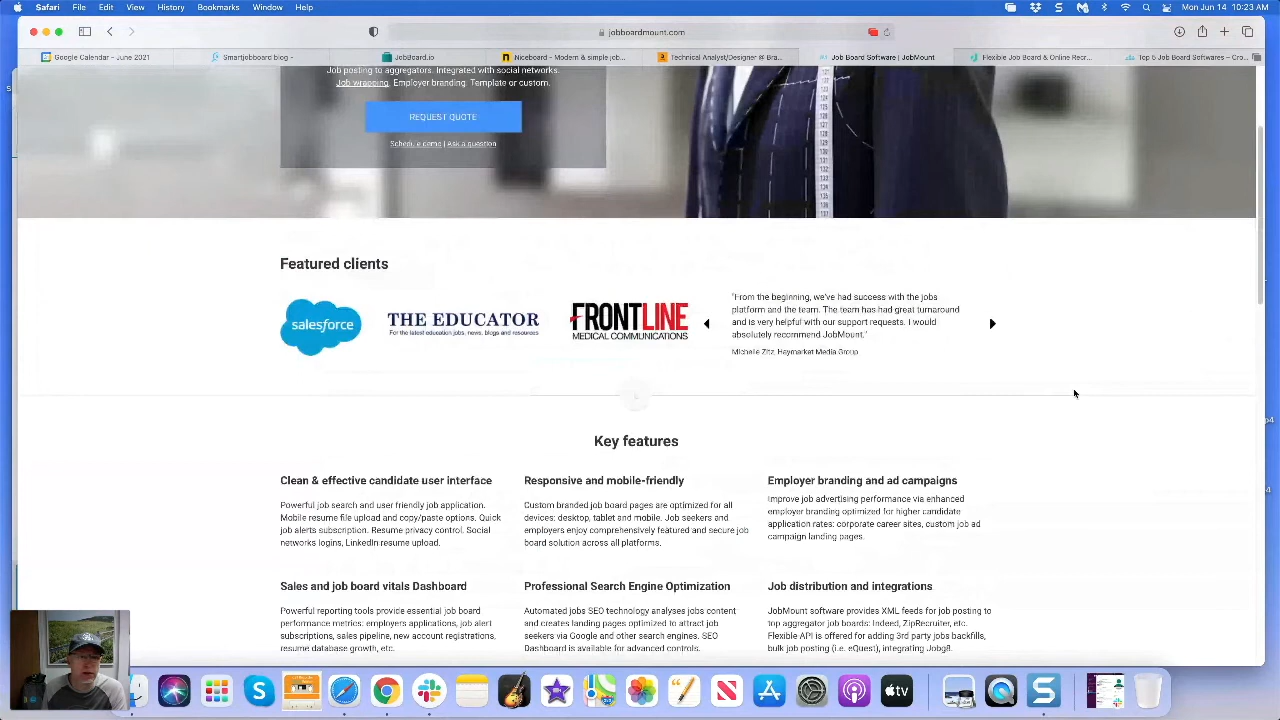 Safari File Edit View History Bookmarks Window Help Mon Jun 14 10:23 AM
jobboardmount.com
Google Calendar - June 2021 Smartjobboard blog - JobBoard.io Niceboard - Modern & simple job... Technical Analyst/Designer @ Bra... Job Board Software | JobMount Flexible Job Board & Online Recr... Top 5 Job Board Softwares – Cro...
Job posting to aggregators. Integrated with social networks.
Job wrapping. Employer branding. Template or custom.
REQUEST QUOTE
Schedule demo | Ask a question
Featured clients
salesforce
THE EDUCATOR
For the latest education jobs, news, blogs and resources
FRONTLINE
MEDICAL COMMUNICATIONS
"From the beginning, we've had success with the jobs
platform and the team. The team has had great turnaround
and is very helpful with our support requests. I would
absolutely recommend JobMount."
Michelle Zitz, Haymarket Media Group
Key features
Clean & effective candidate user interface
Powerful job search and user friendly job application.
Mobile resume file upload and copy/paste options. Quick
job alerts subscription. Resume privacy control. Social
networks logins, LinkedIn resume upload.
Responsive and mobile-friendly
Custom branded job board pages are optimized for all
devices: desktop, tablet and mobile. Job seekers and
employers enjoy comprehensively featured and secure job
board solution across all platforms.
Employer branding and ad campaigns
Improve job advertising performance via enhanced
employer branding optimized for higher candidate
application rates: corporate career sites, custom job ad
campaign landing pages.
Sales and job board vitals Dashboard
Powerful reporting tools provide essential job board
performance metrics: employers applications, job alert
subscriptions, sales pipeline, new account registrations,
resume database growth, etc.
Professional Search Engine Optimization
Automated jobs SEO technology analyses jobs content
and creates landing pages optimized to attract job
seekers via Google and other search engines. SEO
Dashboard is available for advanced controls.
Job distribution and integrations
JobMount software provides XML feeds for job posting to
top aggregator job boards: Indeed, ZipRecruiter, etc.
Flexible API is offered for adding 3rd party jobs backfills,
bulk job posting (i.e. eQuest), integrating Jobg8.
tv